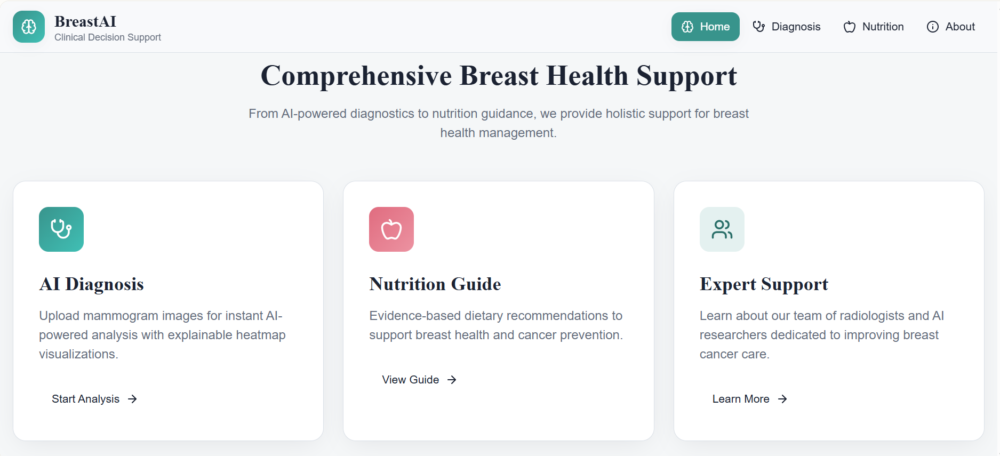 BreastAI
Clinical Decision Support
Home
Diagnosis
Nutrition
About
Comprehensive Breast Health Support
From AI-powered diagnostics to nutrition guidance, we provide holistic support for breast
health management.
AI Diagnosis
Upload mammogram images for instant AI-
powered analysis with explainable heatmap
visualizations.
Start Analysis
Nutrition Guide
Evidence-based dietary recommendations to
support breast health and cancer prevention.
View Guide
Expert Support
Learn about our team of radiologists and AI
researchers dedicated to improving breast
cancer care.
Learn More